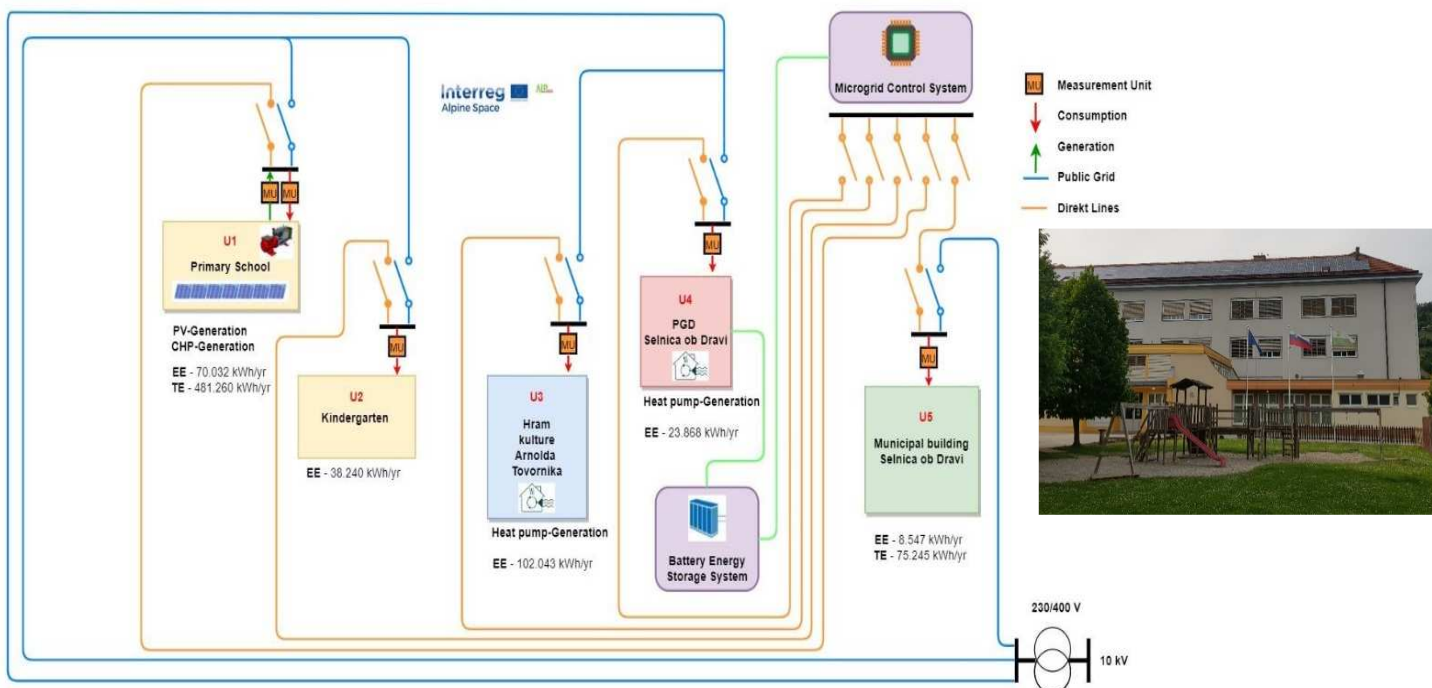 Interreg
Alpine Space
Microgrid Control System
MU
Measurement Unit
Consumption
Generation
Public Grid
Direkt Lines
MU
MU
U1
Primary School
PV-Generation
CHP-Generation
EE - 70.032 kWh/yr
TE - 481.260 kWh/yr
MU
U2
Kindergarten
EE - 38.240 kWh/yr
MU
U3
Hram
kulture
Arnolda
Tovornika
Heat pump-Generation
EE - 102.043 kWh/yr
MU
U4
PGD
Selnica ob Dravi
Heat pump-Generation
EE - 23.868 kWh/yr
Battery Energy
Storage System
MU
U5
Municipal building
Selnica ob Dravi
EE - 8.547 kWh/yr
TE - 75.245 kWh/yr
230/400 V
10 kV